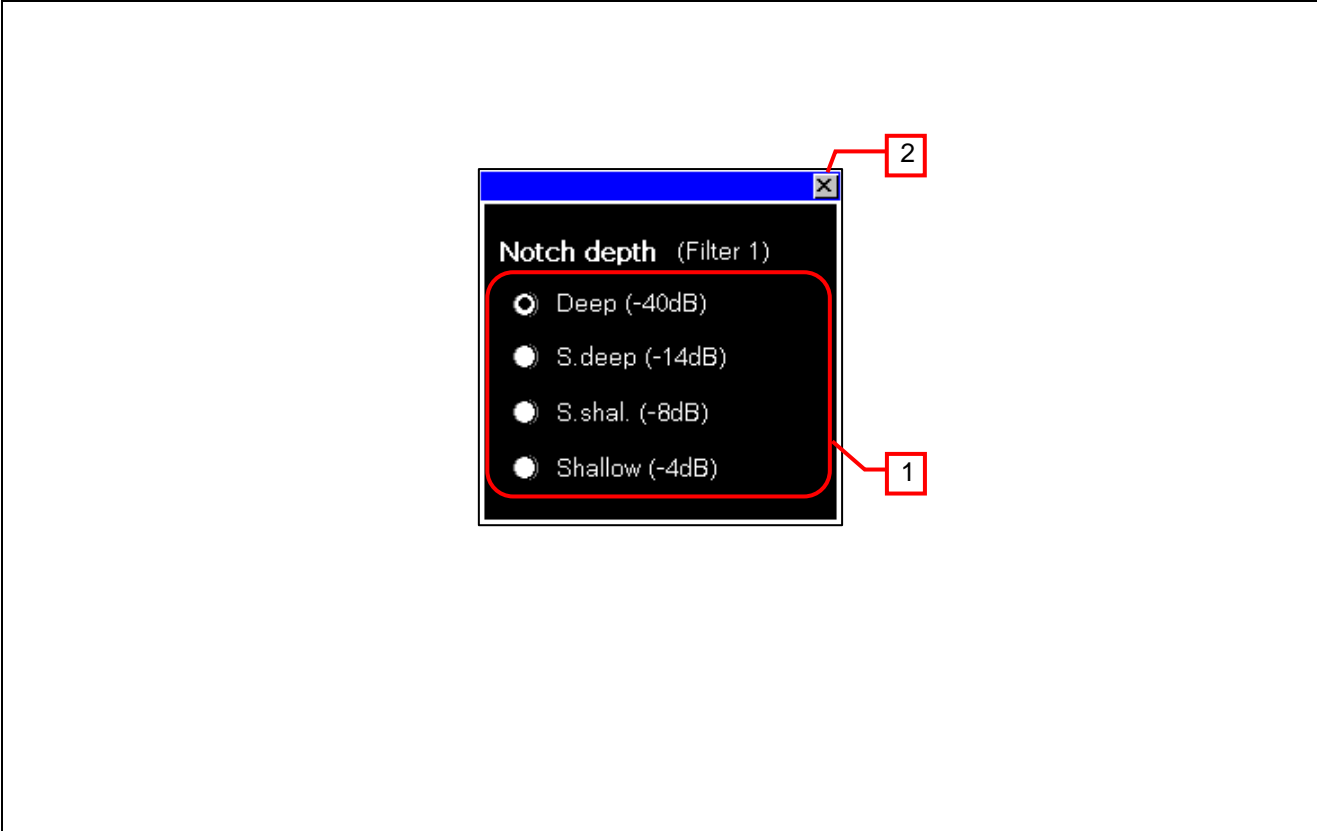 2
Notch depth (Filter 1)
Deep (-40dB)
S.deep (-14dB)
S.shal. (-8dB)
Shallow (-4dB)
1